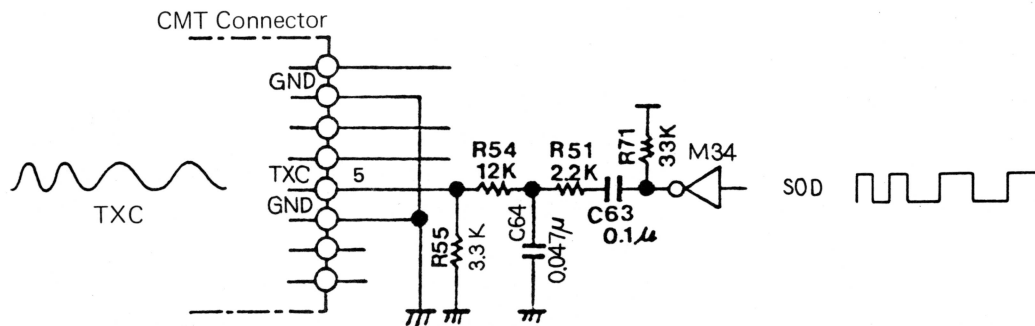 CMT Connector
GND
TXC 5
GND
TXC
R54
12K
R51
2.2K
C63
0.1μ
R71
33K
M34
SOD
R55
3.3K
C64
0.047μ